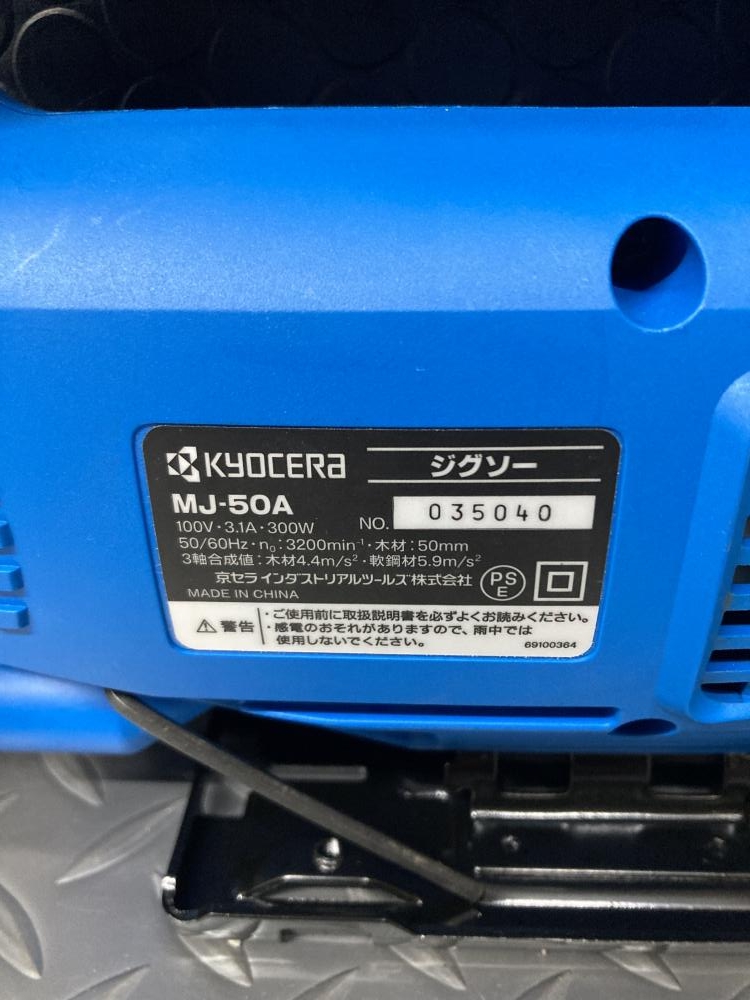 KYOCERA ジグソー
MJ-50A
NO. 035040
100V・3.1A・300W
50/60Hz・n₀:3200min⁻¹・木材:50mm
3軸合成値:木材4.4m/s²・軟鋼材5.9m/s²
京セラインダストリアルツールズ株式会社
PS
E
MADE IN CHINA
警告
・ご使用前に取扱説明書を必ずよくお読みください。
・感電のおそれがありますので、雨中では
使用しないでください。
69100364